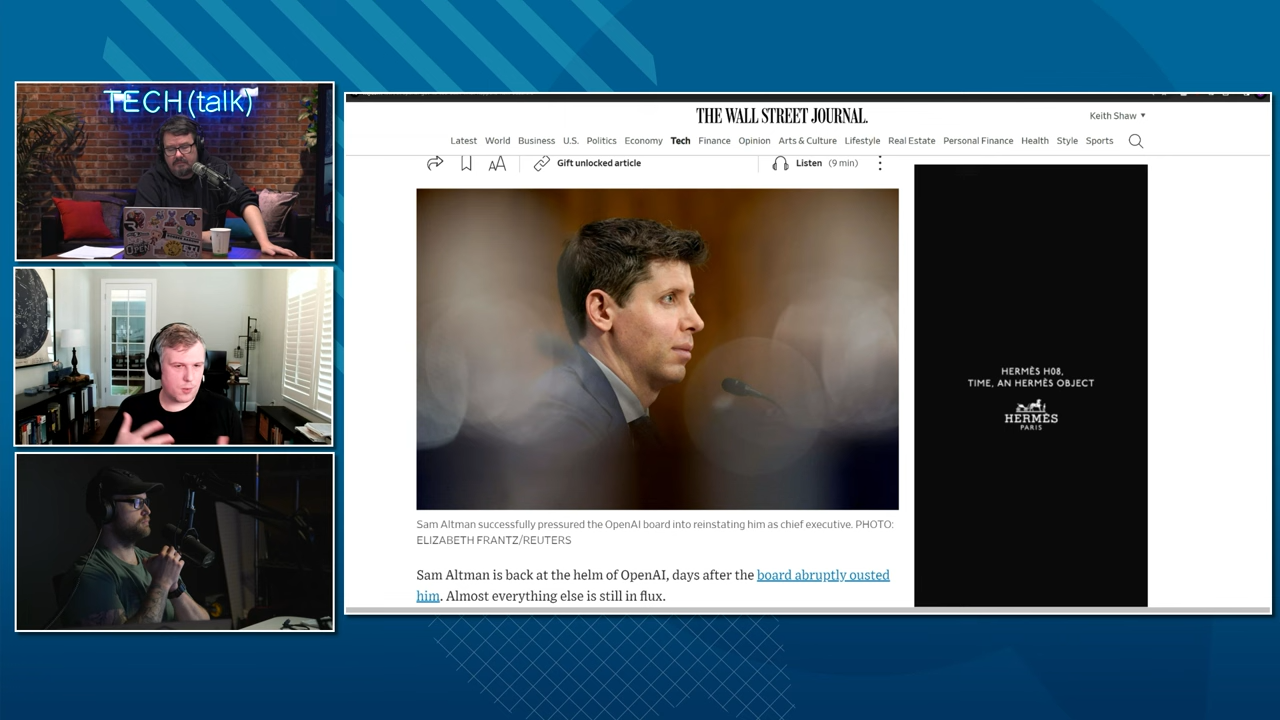 TECH(talk)
THE WALL STREET JOURNAL.
Keith Shaw
Latest World Business U.S. Politics Economy Tech Finance Opinion Arts & Culture Lifestyle Real Estate Personal Finance Health Style Sports
AA Gift unlocked article Listen (9 min)
HERMÈS H08,
TIME, AN HERMÈS OBJECT
HERMÈS
PARIS
Sam Altman successfully pressured the OpenAI board into reinstating him as chief executive. PHOTO:
ELIZABETH FRANTZ/REUTERS
Sam Altman is back at the helm of OpenAI, days after the board abruptly ousted
him. Almost everything else is still in flux.